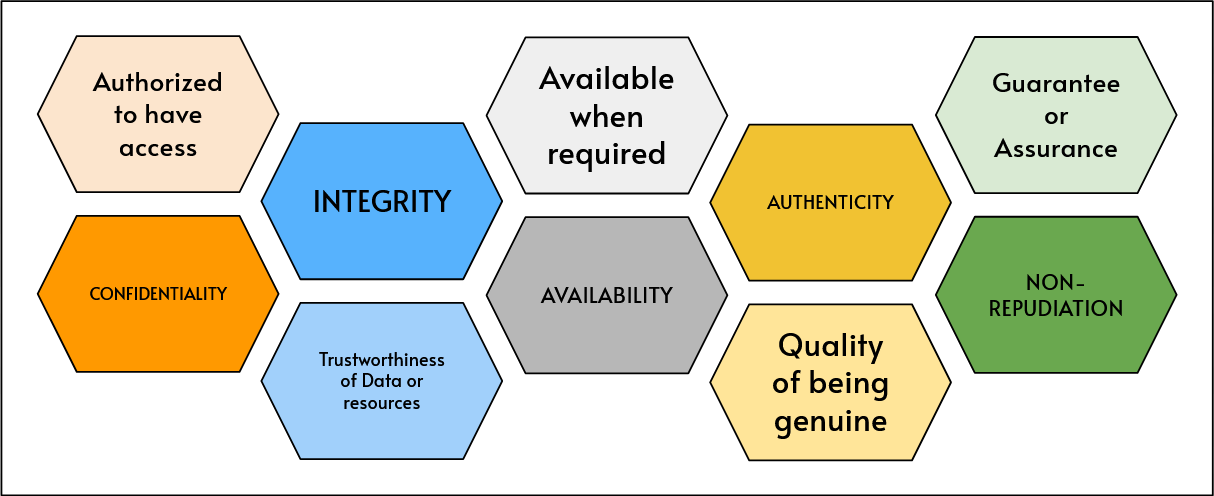 Authorized
to have
access
CONFIDENTIALITY
INTEGRITY
Trustworthiness
of Data or
resources
Available
when
required
AVAILABILITY
AUTHENTICITY
Quality
of being
genuine
Guarantee
or
Assurance
NON-
REPUDIATION